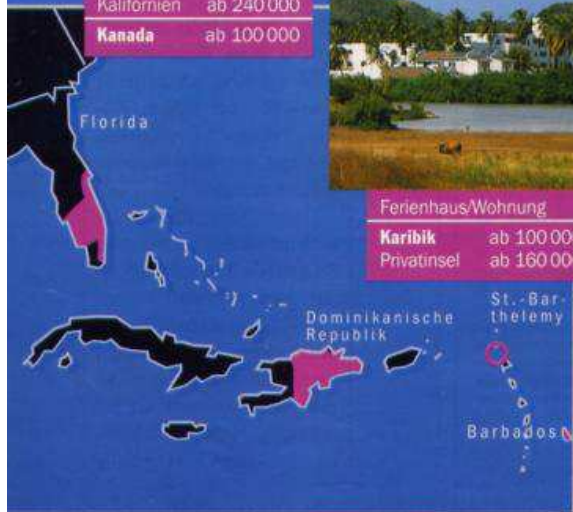 Kalifornien ab 240 000
Kanada ab 100 000
Florida
Ferienhaus/Wohnung
Karibik ab 100 00
Privatinsel ab 160 00
St.-Bar-
thelemy
Dominikanische
Republik
Barbados